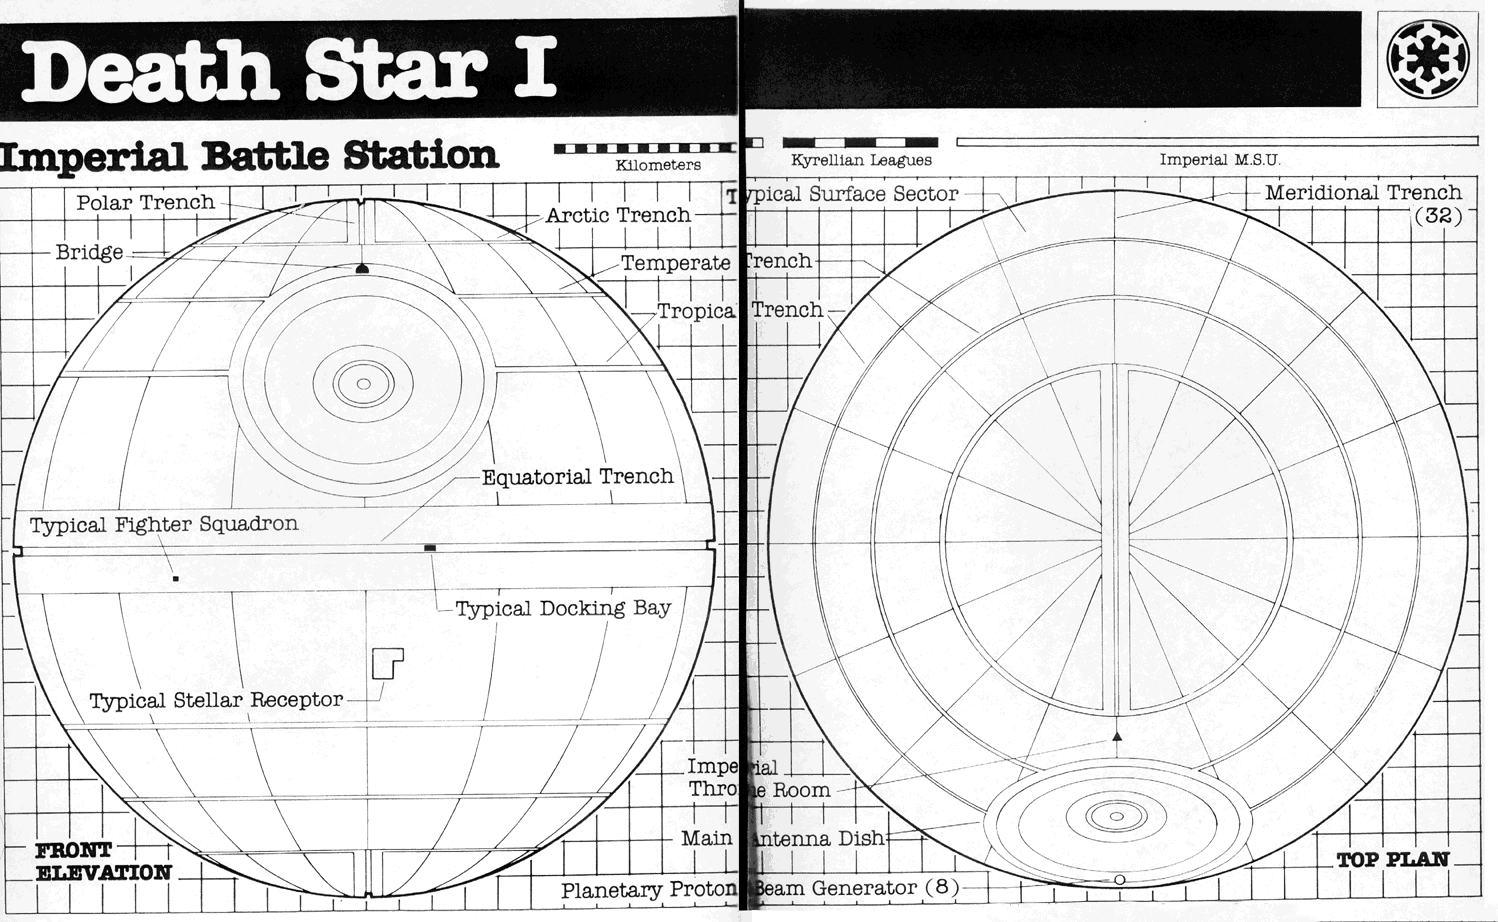 Death Star I
Imperial Battle Station
Kilometers
Kyrellian Leagues
Imperial M.S.U.
Polar Trench
Bridge
Arctic Trench
Temperate Trench
Tropical Trench
Equatorial Trench
Typical Fighter Squadron
Typical Docking Bay
Typical Stellar Receptor
FRONT
ELEVATION
Typical Surface Sector
Meridional Trench
(32)
Imperial
Throne Room
Main Antenna Dish
Planetary Proton Beam Generator (8)
TOP PLAN